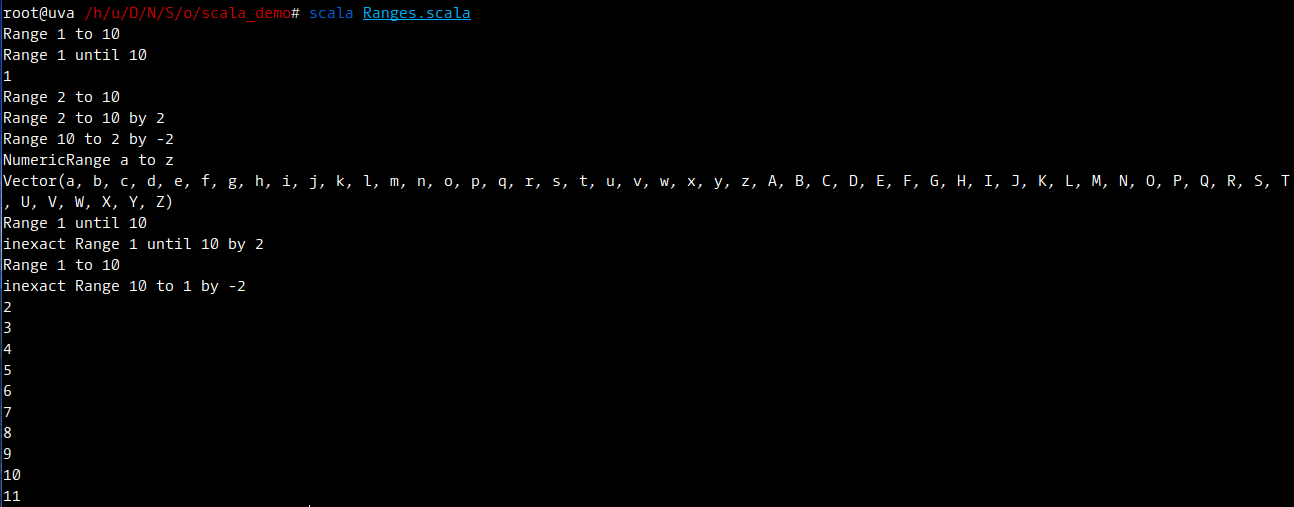 root@uva /h/u/D/N/S/o/scala_demo# scala Ranges.scala
Range 1 to 10
Range 1 until 10
1
Range 2 to 10
Range 2 to 10 by 2
Range 10 to 2 by -2
NumericRange a to z
Vector(a, b, c, d, e, f, g, h, i, j, k, l, m, n, o, p, q, r, s, t, u, v, w, x, y, z, A, B, C, D, E, F, G, H, I, J, K, L, M, N, O, P, Q, R, S, T
, U, V, W, X, Y, Z)
Range 1 until 10
inexact Range 1 until 10 by 2
Range 1 to 10
inexact Range 10 to 1 by -2
2
3
4
5
6
7
8
9
10
11